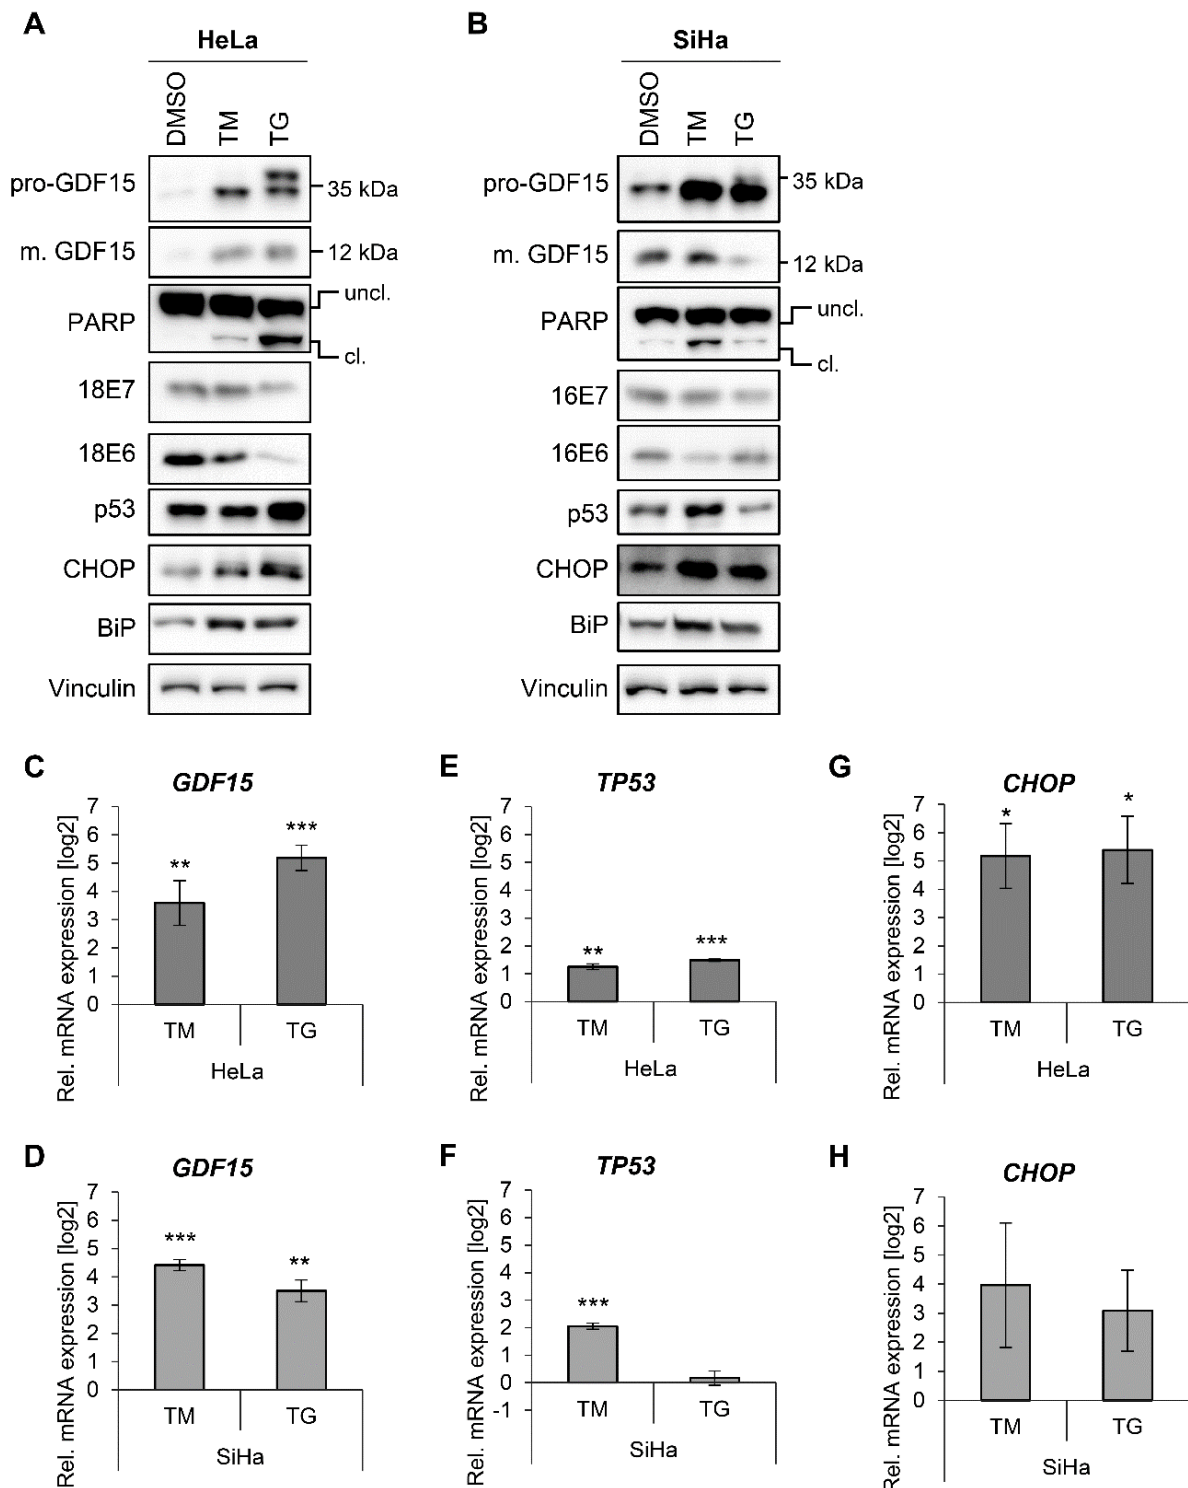 A
HeLa
DMSO
TM
TG
pro-GDF15
35 kDa
m. GDF15
12 kDa
PARP
uncl.
cl.
18E7
18E6
p53
CHOP
BiP
Vinculin
B
SiHa
DMSO
TM
TG
pro-GDF15
35 kDa
m. GDF15
12 kDa
PARP
uncl.
cl.
16E7
16E6
p53
CHOP
BiP
Vinculin
C
GDF15
Rel. mRNA expression [log2]
7
6
5
4
3
2
1
0
**
***
TM
TG
HeLa
E
TP53
Rel. mRNA expression [log2]
7
6
5
4
3
2
1
0
**
***
TM
TG
HeLa
G
CHOP
Rel. mRNA expression [log2]
7
6
5
4
3
2
1
0
*
*
TM
TG
HeLa
D
GDF15
Rel. mRNA expression [log2]
7
6
5
4
3
2
1
0
***
**
TM
TG
SiHa
F
TP53
Rel. mRNA expression [log2]
7
6
5
4
3
2
1
0
-1
***
TM
TG
SiHa
H
CHOP
Rel. mRNA expression [log2]
7
6
5
4
3
2
1
0
TM
TG
SiHa